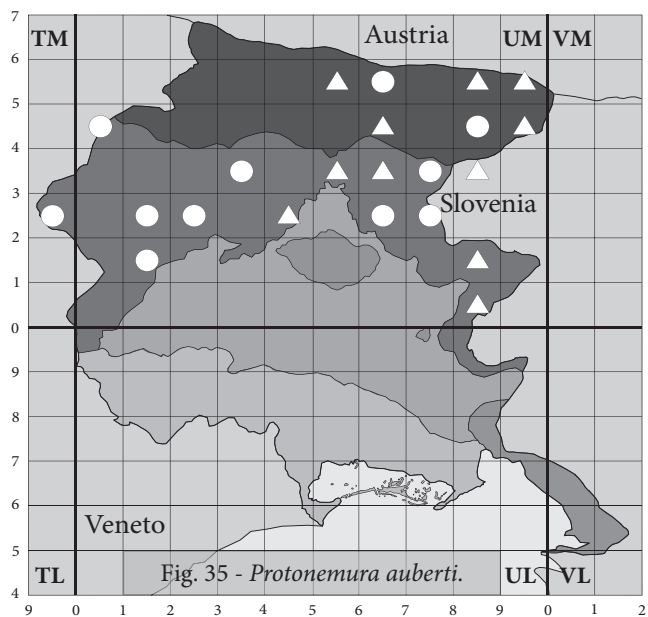 7
TM Austria UM VM
6
5
4
3
Slovenia
2
1
0
9
8
7
6
Veneto
5
TL Fig. 35 - Protonemura auberti. UL VL
4
9 0 1 2 3 4 5 6 7 8 9 0 1 2